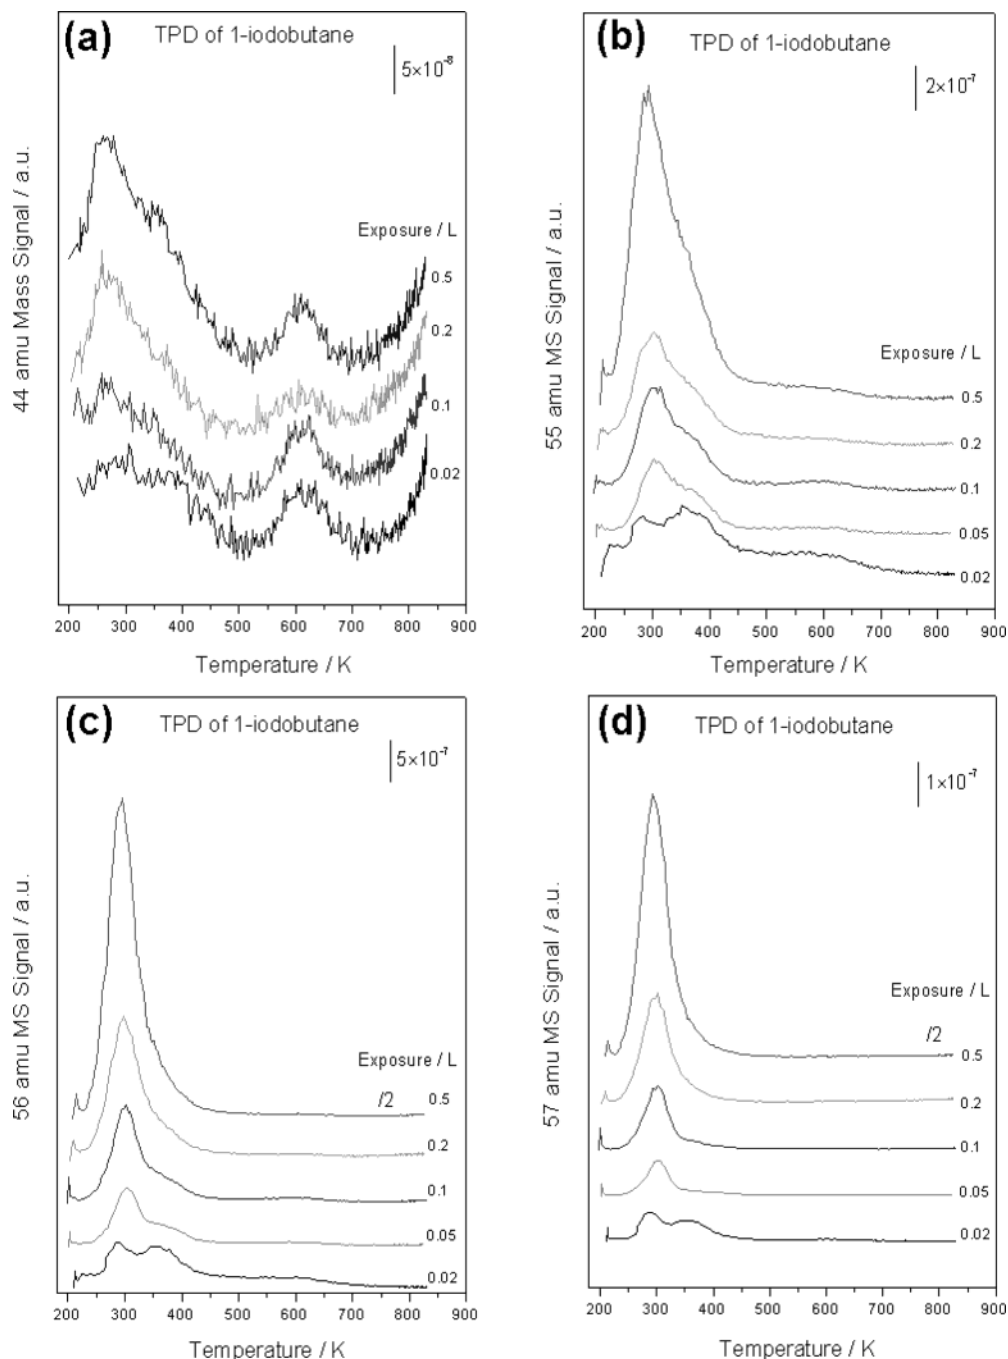 (a)
TPD of 1-iodobutane
5×10⁻⁸
44 amu Mass Signal / a.u.
Exposure / L
0.5
0.2
0.1
0.02
200 300 400 500 600 700 800 900
Temperature / K
(b)
TPD of 1-iodobutane
2×10⁻⁷
55 amu MS Signal / a.u.
Exposure / L
0.5
0.2
0.1
0.05
0.02
200 300 400 500 600 700 800 900
Temperature / K
(c)
TPD of 1-iodobutane
5×10⁻⁷
56 amu MS Signal / a.u.
Exposure / L
/2 0.5
0.2
0.1
0.05
0.02
200 300 400 500 600 700 800 900
Temperature / K
(d)
TPD of 1-iodobutane
1×10⁻⁷
57 amu MS Signal / a.u.
Exposure / L
/2
0.5
0.2
0.1
0.05
0.02
200 300 400 500 600 700 800 900
Temperature / K